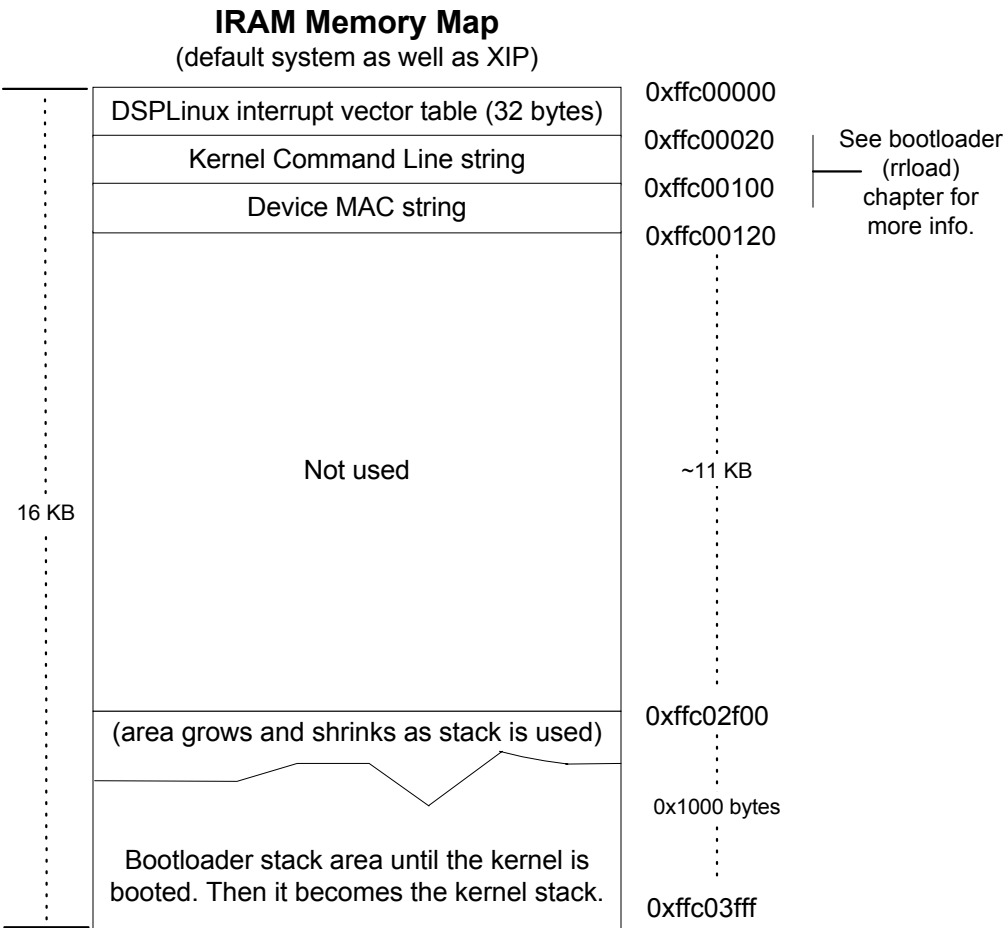 IRAM Memory Map
(default system as well as XIP)
0xffc00000
DSPLinux interrupt vector table (32 bytes)
0xffc00020
Kernel Command Line string
0xffc00100
Device MAC string
0xffc00120
See bootloader
(rrload)
chapter for
more info.
Not used
~11 KB
16 KB
0xffc02f00
(area grows and shrinks as stack is used)
0x1000 bytes
Bootloader stack area until the kernel is
booted. Then it becomes the kernel stack.
0xffc03fff